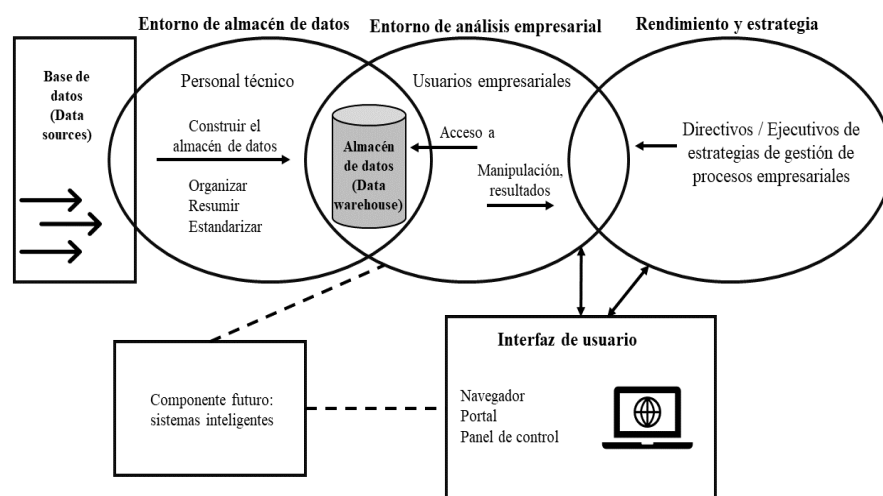 Entorno de almacén de datos
Entorno de análisis empresarial
Rendimiento y estrategia
Base de
datos
(Data
sources)
Personal técnico
Construir el
almacén de datos
Organizar
Resumir
Estandarizar
Almacén
de datos
(Data
warehouse)
Usuarios empresariales
Acceso a
Manipulación,
resultados
Directivos / Ejecutivos de
estrategias de gestión de
procesos empresariales
Componente futuro:
sistemas inteligentes
Interfaz de usuario
Navegador
Portal
Panel de control